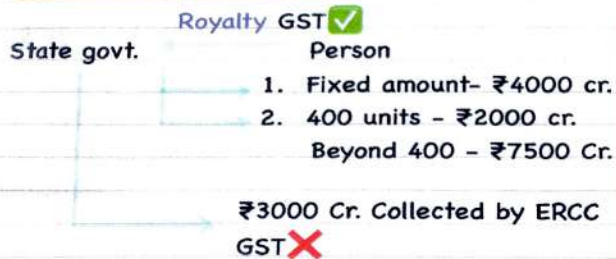 Royalty GST✅
State govt. Person
1. Fixed amount- ₹4000 cr.
2. 400 units - ₹2000 cr.
Beyond 400 - ₹7500 Cr.
₹3000 Cr. Collected by ERCC
GST❌